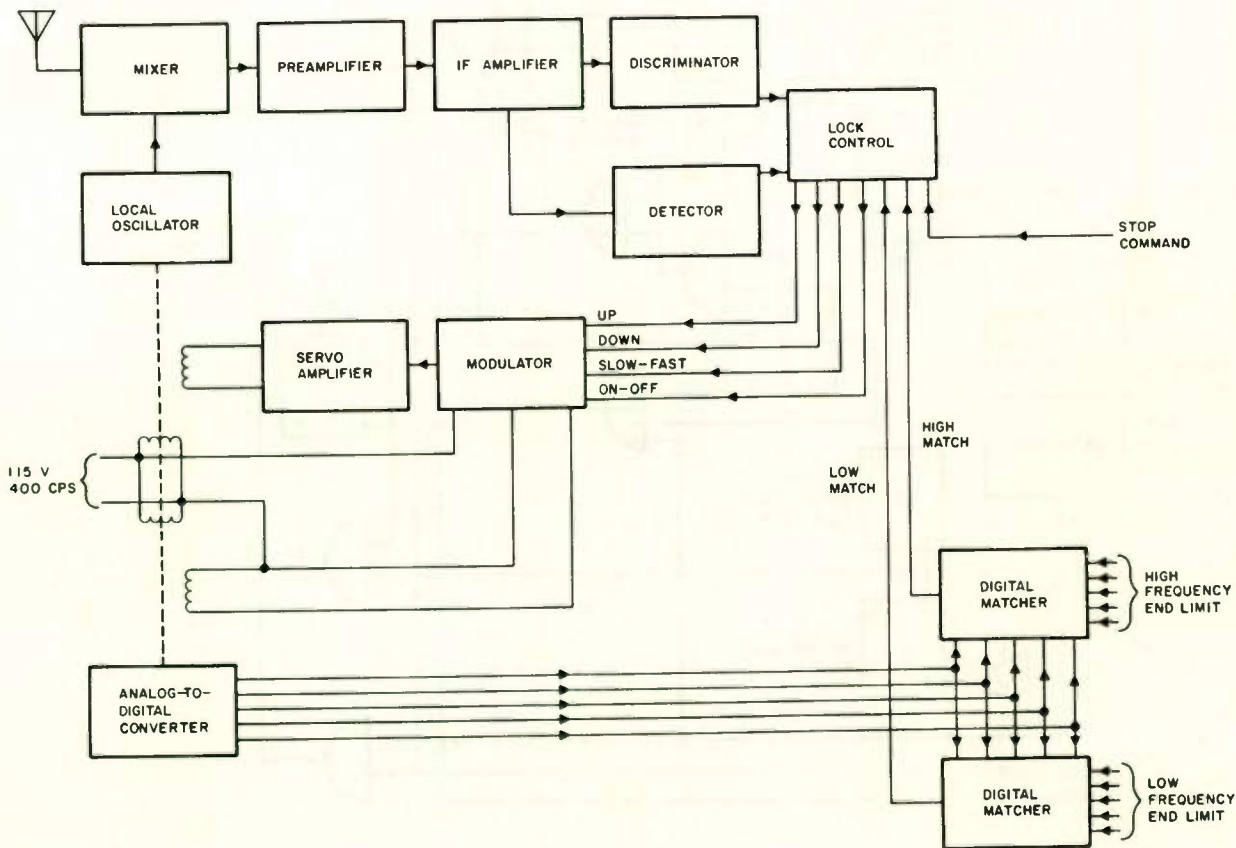 MIXER
PREAMPLIFIER
IF AMPLIFIER
DISCRIMINATOR
LOCK
CONTROL
LOCAL
OSCILLATOR
DETECTOR
STOP
COMMAND
UP
DOWN
SLOW-FAST
ON-OFF
SERVO
AMPLIFIER
MODULATOR
HIGH
MATCH
LOW
MATCH
115 V
400 CPS
DIGITAL
MATCHER
HIGH
FREQUENCY
END LIMIT
ANALOG-TO-
DIGITAL
CONVERTER
DIGITAL
MATCHER
LOW
FREQUENCY
END LIMIT